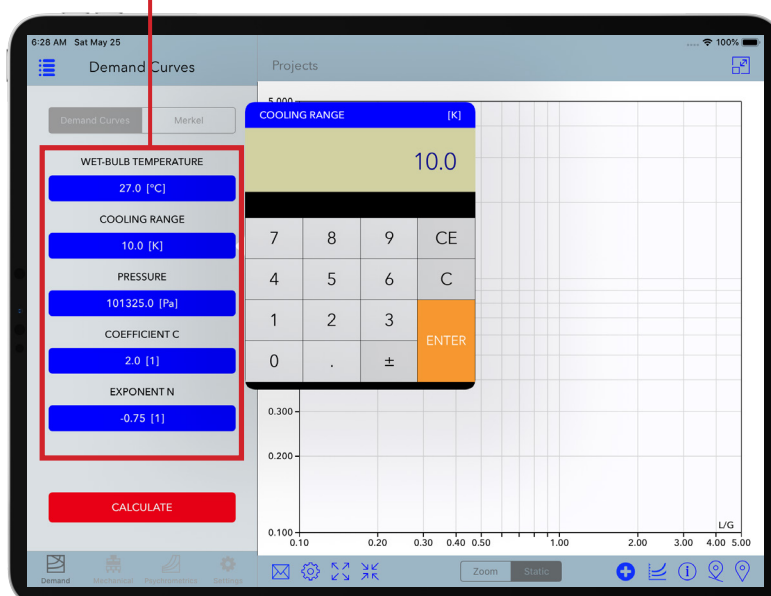 6:28 AM Sat May 25
100%
Demand Curves
Projects
Demand Curves Merkel
WET-BULB TEMPERATURE
27.0 [°C]
COOLING RANGE
10.0 [K]
PRESSURE
101325.0 [Pa]
COEFFICIENT C
2.0 [1]
EXPONENT N
-0.75 [1]
CALCULATE
Demand Mechanical Psychrometrics Settings
5.000
COOLING RANGE [K]
10.0
7 8 9 CE
4 5 6 C
1 2 3
ENTER
0 . ±
0.300
0.200
0.100
L/G
0.10 0.20 0.30 0.40 0.50 1.00 2.00 3.00 4.00 5.00
Zoom Static